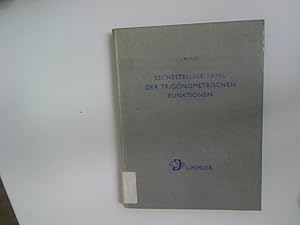 SECHSSTELLIGE TAFEL
DER TRIGONOMETRISCHEN
FUNKTIONEN
DÜMMLER